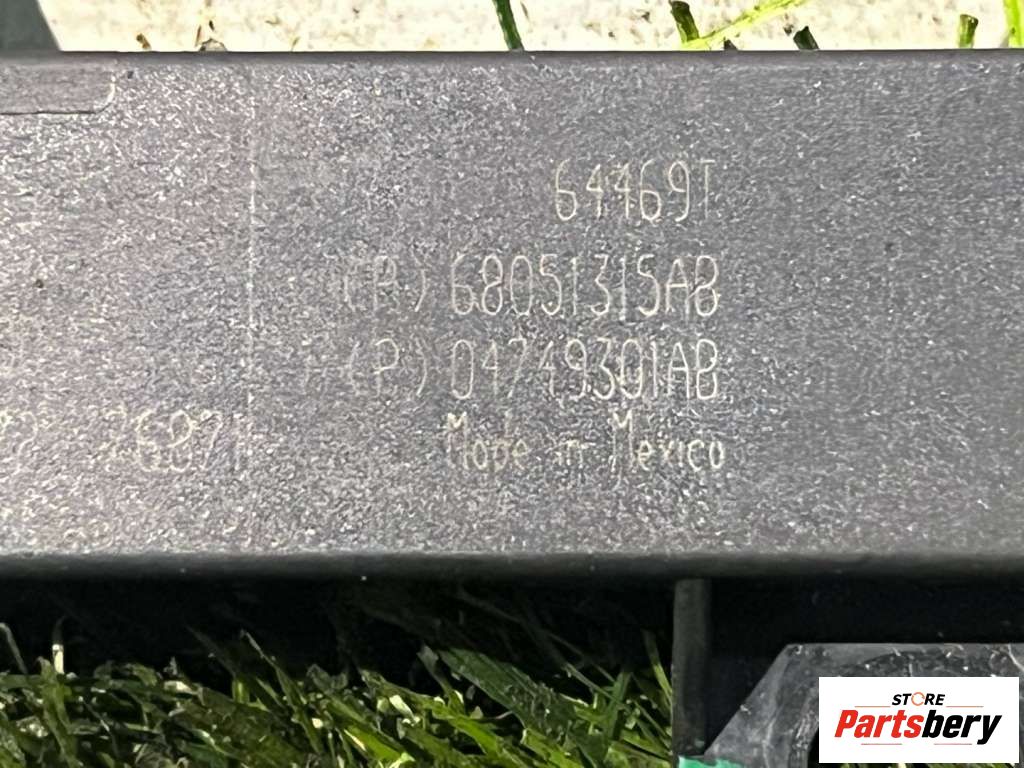 64469T
(P)68051315AB
(P)04749301AB
Made in Mexico
STORE
Partsbery